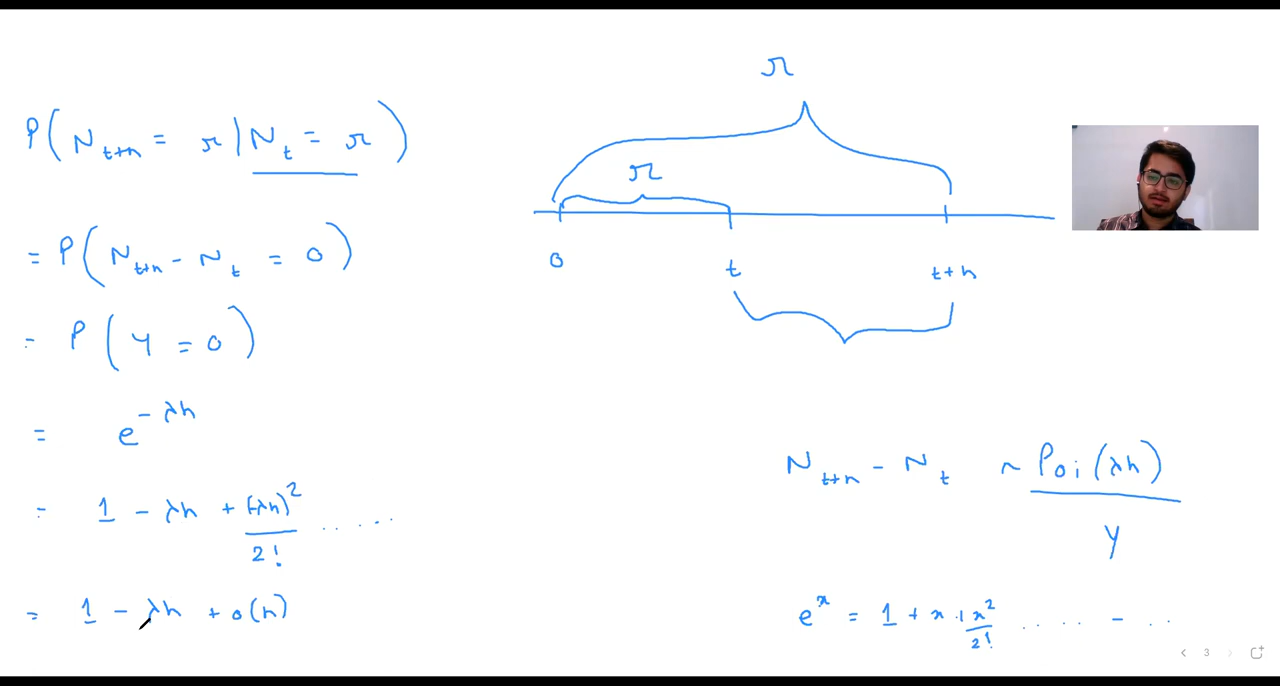 P(N_{t+h} = r | N_t = r)
= P(N_{t+h} - N_t = 0)
= P(Y = 0)
= e^{-λh}
= 1 - λh + (-λh)^2/2! .....
= 1 - λh + o(h)
r
r
0 t t+h
N_{t+h} - N_t ~ Poi(λh)
Y
e^x = 1 + x + x^2/2! .... - ..
3